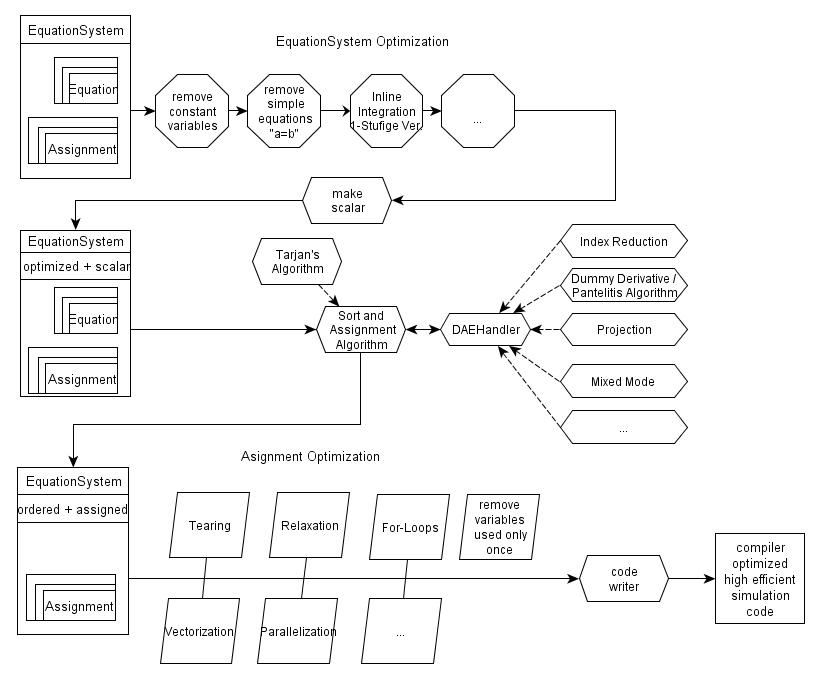 EquationSystem
EquationSystem Optimization
Equation
Assignment
remove
constant
variables
remove
simple
equations
"a=b"
Inline
Integration
1-Stufige Ver.
...
make
scalar
EquationSystem
optimized + scalar
Equation
Assignment
Tarjan's
Algorithm
Sort and
Assignment
Algorithm
DAEHandler
Index Reduction
Dummy Derivative /
Pantelitis Algorithm
Projection
Mixed Mode
...
Asignment Optimization
EquationSystem
ordered + assigned
Assignment
Tearing
Relaxation
For-Loops
remove
variables
used only
once
Vectorization
Parallelization
...
code
writer
compiler
optimized
high efficient
simulation
code